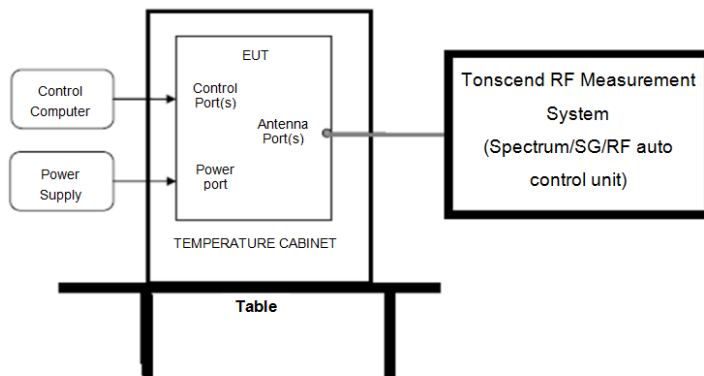 EUT
Control
Computer
Control
Port(s)
Antenna
Port(s)
Power
Supply
Power
port
TEMPERATURE CABINET
Table
Tonscend RF Measurement
System
(Spectrum/SG/RF auto
control unit)